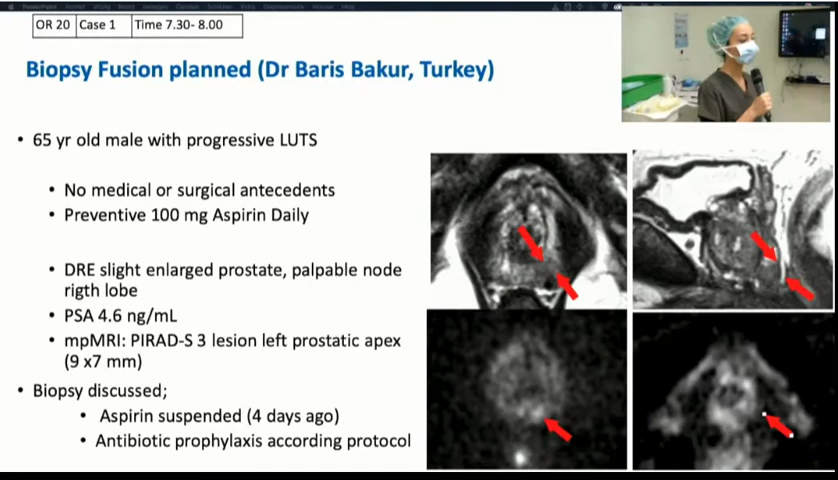 OR 20 Case 1 Time 7.30- 8.00
Biopsy Fusion planned (Dr Baris Bakur, Turkey)
• 65 yr old male with progressive LUTS
• No medical or surgical antecedents
• Preventive 100 mg Aspirin Daily
• DRE slight enlarged prostate, palpable node
rigth lobe
• PSA 4.6 ng/mL
• mpMRI: PIRAD-S 3 lesion left prostatic apex
(9 x7 mm)
• Biopsy discussed;
• Aspirin suspended (4 days ago)
• Antibiotic prophylaxis according protocol